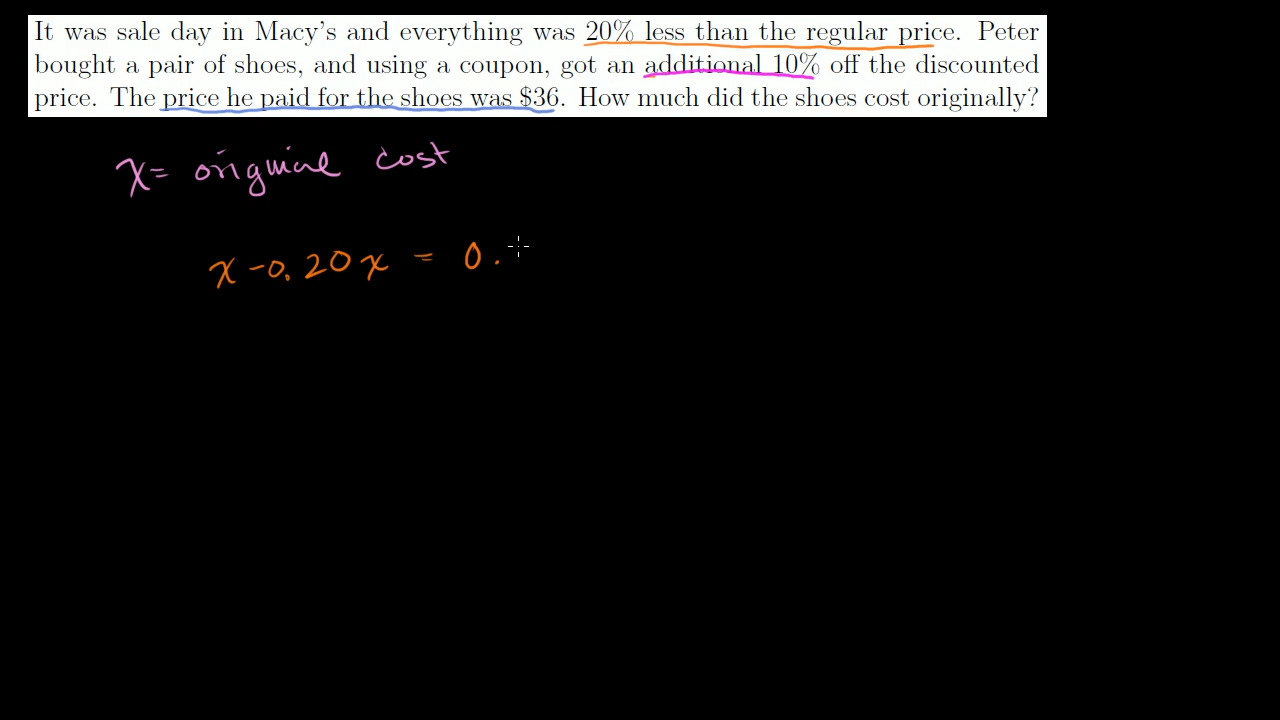 It was sale day in Macy's and everything was 20% less than the regular price. Peter
bought a pair of shoes, and using a coupon, got an additional 10% off the discounted
price. The price he paid for the shoes was $36. How much did the shoes cost originally?
x = original cost
x - 0.20x = 0.